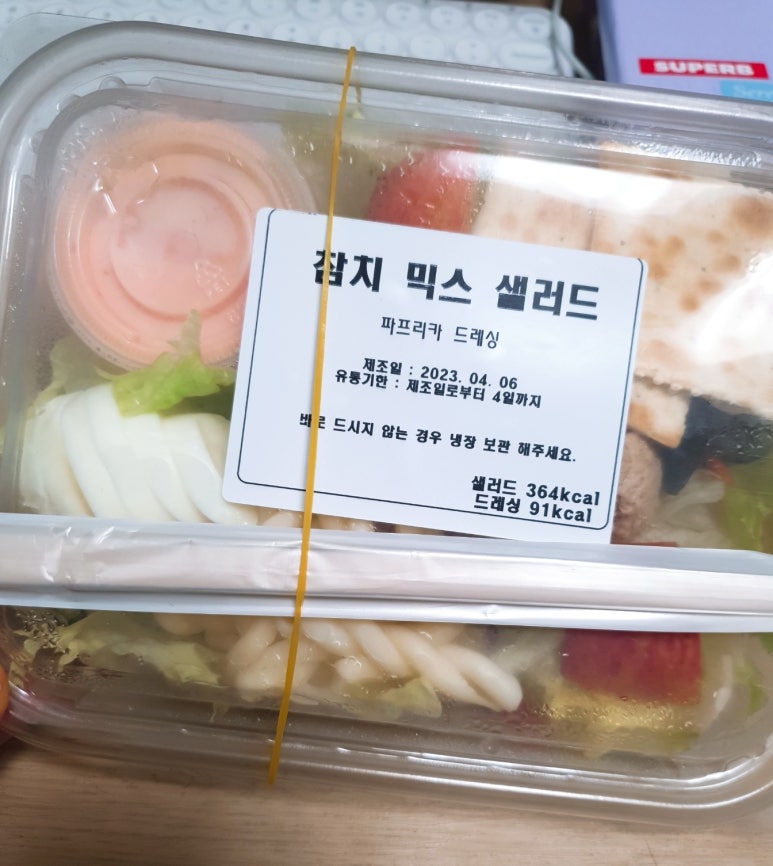 SUPERB
참치 믹스 샐러드
파프리카 드레싱
제조일 : 2023. 04. 06
유통기한 : 제조일로부터 4일까지
바로 드시지 않는 경우 냉장 보관 해주세요.
샐러드 364kcal
드레싱 91kcal